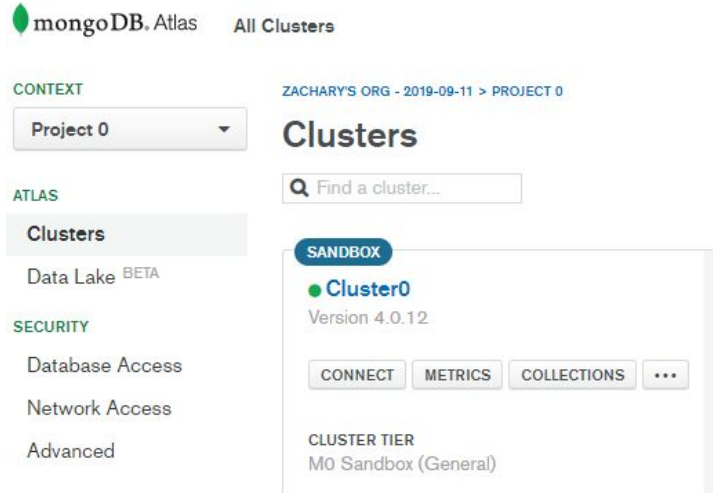 mongoDB. Atlas All Clusters
CONTEXT
Project 0
ATLAS
Clusters
Data Lake BETA
SECURITY
Database Access
Network Access
Advanced
ZACHARY'S ORG - 2019-09-11 > PROJECT 0
Clusters
Find a cluster...
SANDBOX
Cluster0
Version 4.0.12
CONNECT METRICS COLLECTIONS ...
CLUSTER TIER
M0 Sandbox (General)